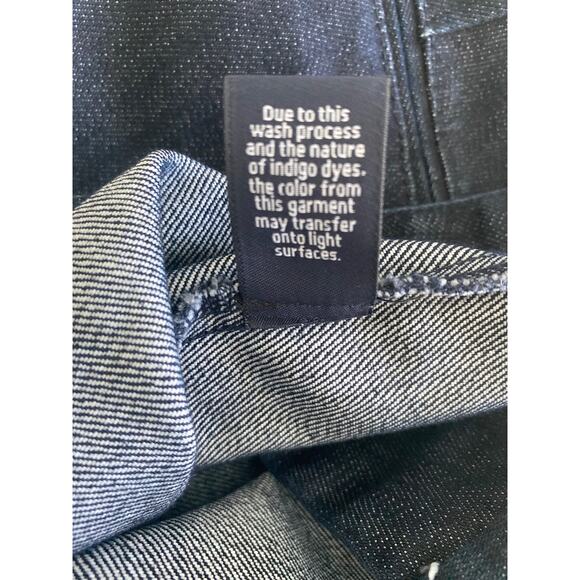 Due to this
wash process
and the nature
of indigo dyes.
the color from
this garment
may transfer
onto light
surfaces.